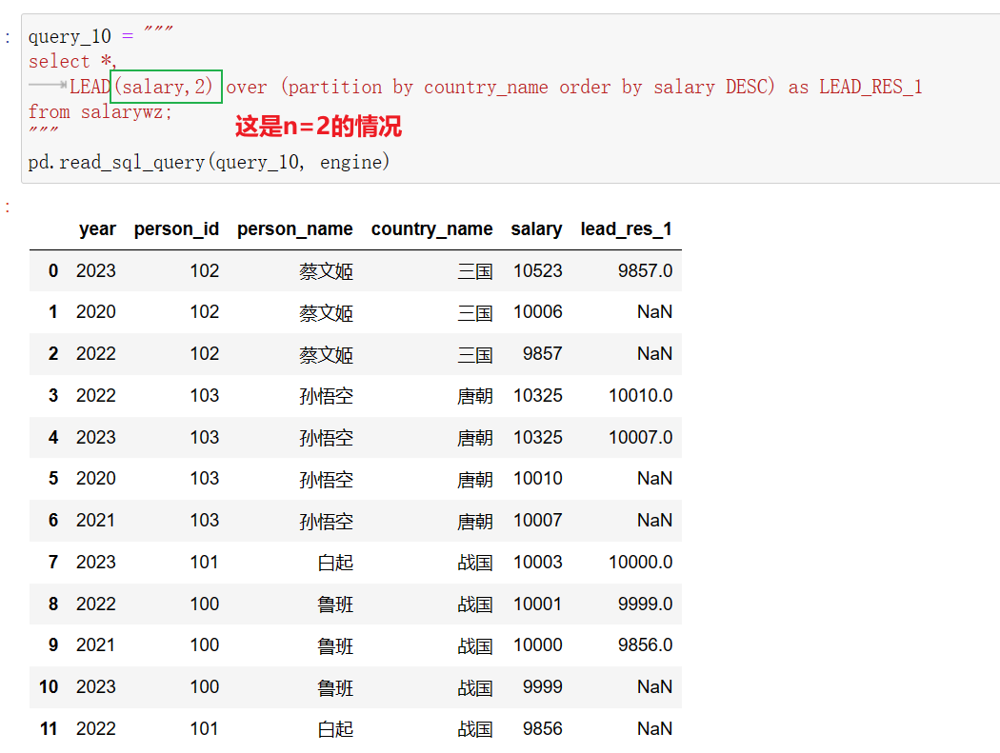 : query_10 = """
select *,
LEAD(salary,2) over (partition by country_name order by salary DESC) as LEAD_RES_1
from salarywz;
"""
这是n=2的情况
pd.read_sql_query(query_10, engine)
:
year person_id person_name country_name salary lead_res_1
0 2023 102 蔡文姬 三国 10523 9857.0
1 2020 102 蔡文姬 三国 10006 NaN
2 2022 102 蔡文姬 三国 9857 NaN
3 2022 103 孙悟空 唐朝 10325 10010.0
4 2023 103 孙悟空 唐朝 10325 10007.0
5 2020 103 孙悟空 唐朝 10010 NaN
6 2021 103 孙悟空 唐朝 10007 NaN
7 2023 101 白起 战国 10003 10000.0
8 2022 100 鲁班 战国 10001 9999.0
9 2021 100 鲁班 战国 10000 9856.0
10 2023 100 鲁班 战国 9999 NaN
11 2022 101 白起 战国 9856 NaN